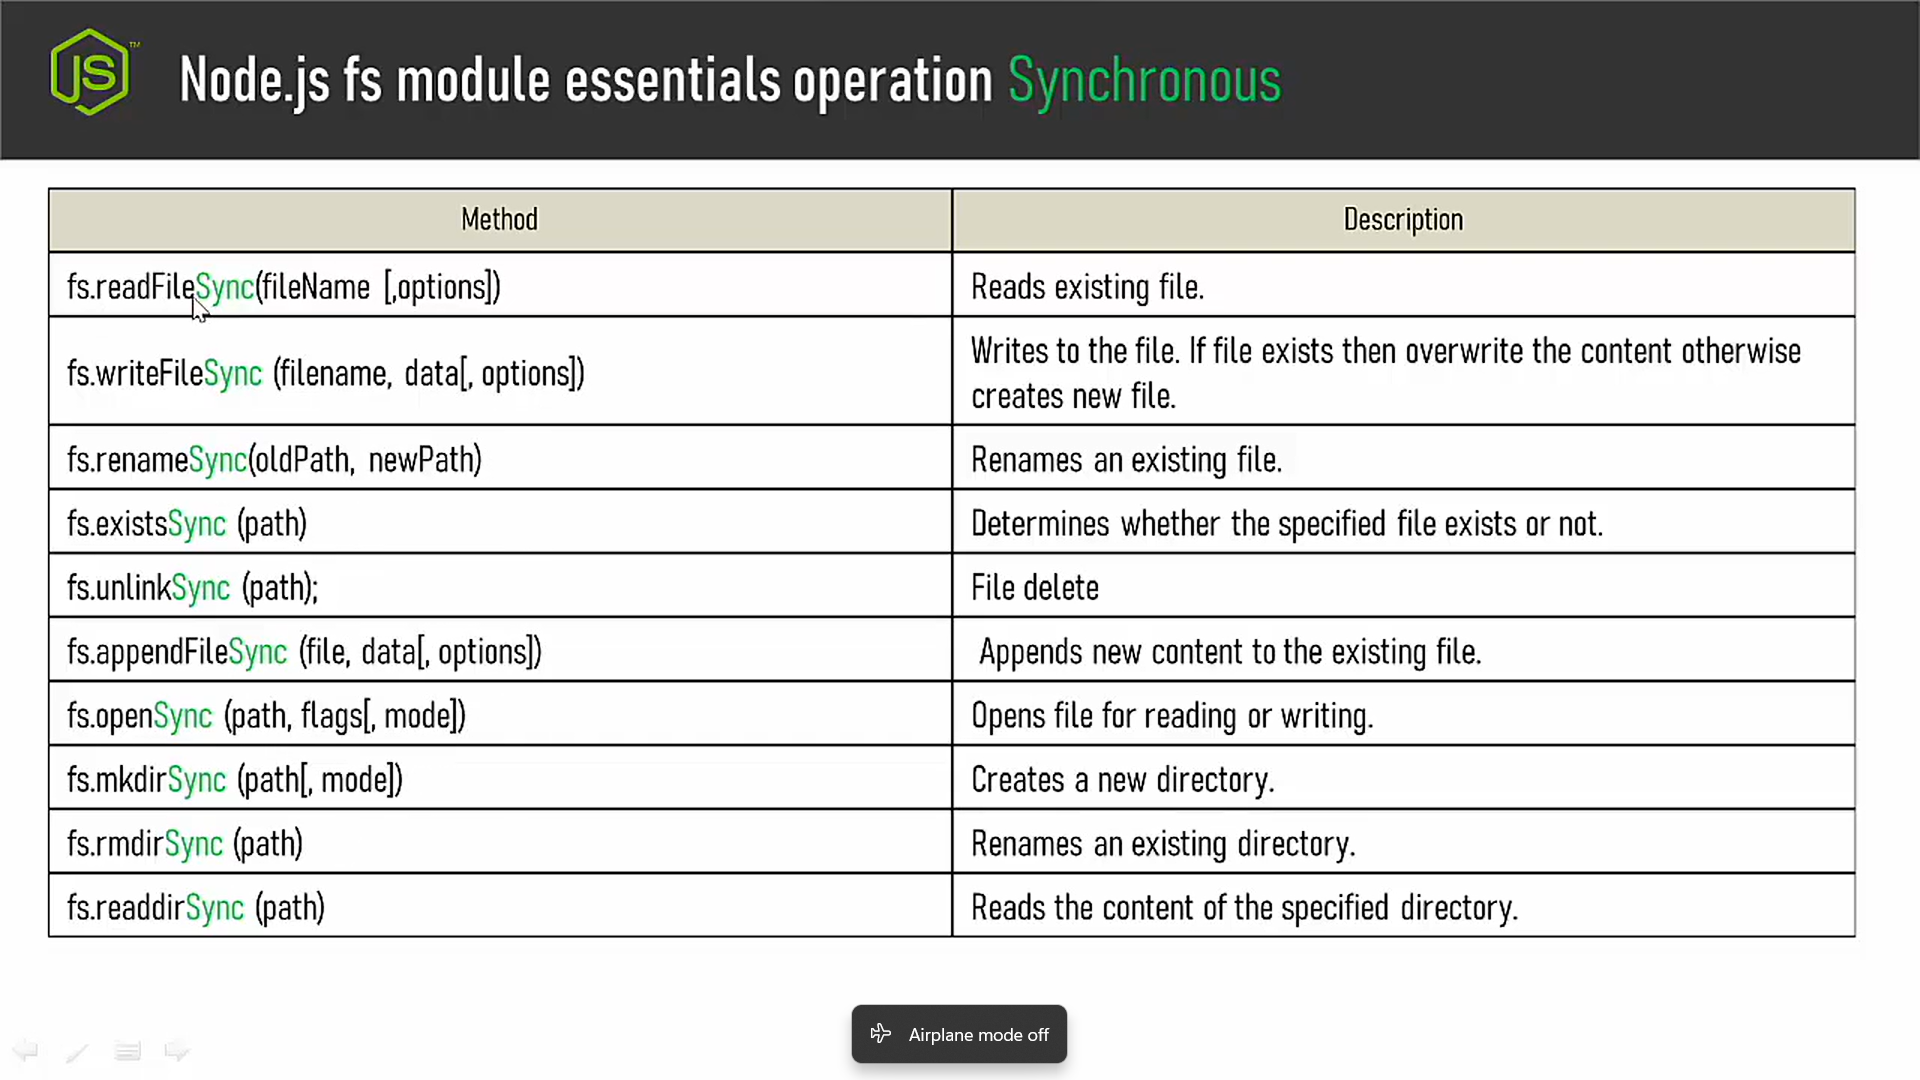 JS™
Node.js fs module essentials operation Synchronous
Method
Description
fs.readFileSync(fileName [,options])
Reads existing file.
fs.writeFileSync (filename, data[, options])
Writes to the file. If file exists then overwrite the content otherwise
creates new file.
fs.renameSync(oldPath, newPath)
Renames an existing file.
fs.existsSync (path)
Determines whether the specified file exists or not.
fs.unlinkSync (path);
File delete
fs.appendFileSync (file, data[, options])
Appends new content to the existing file.
fs.openSync (path, flags[, mode])
Opens file for reading or writing.
fs.mkdirSync (path[, mode])
Creates a new directory.
fs.rmdirSync (path)
Renames an existing directory.
fs.readdirSync (path)
Reads the content of the specified directory.
Airplane mode off